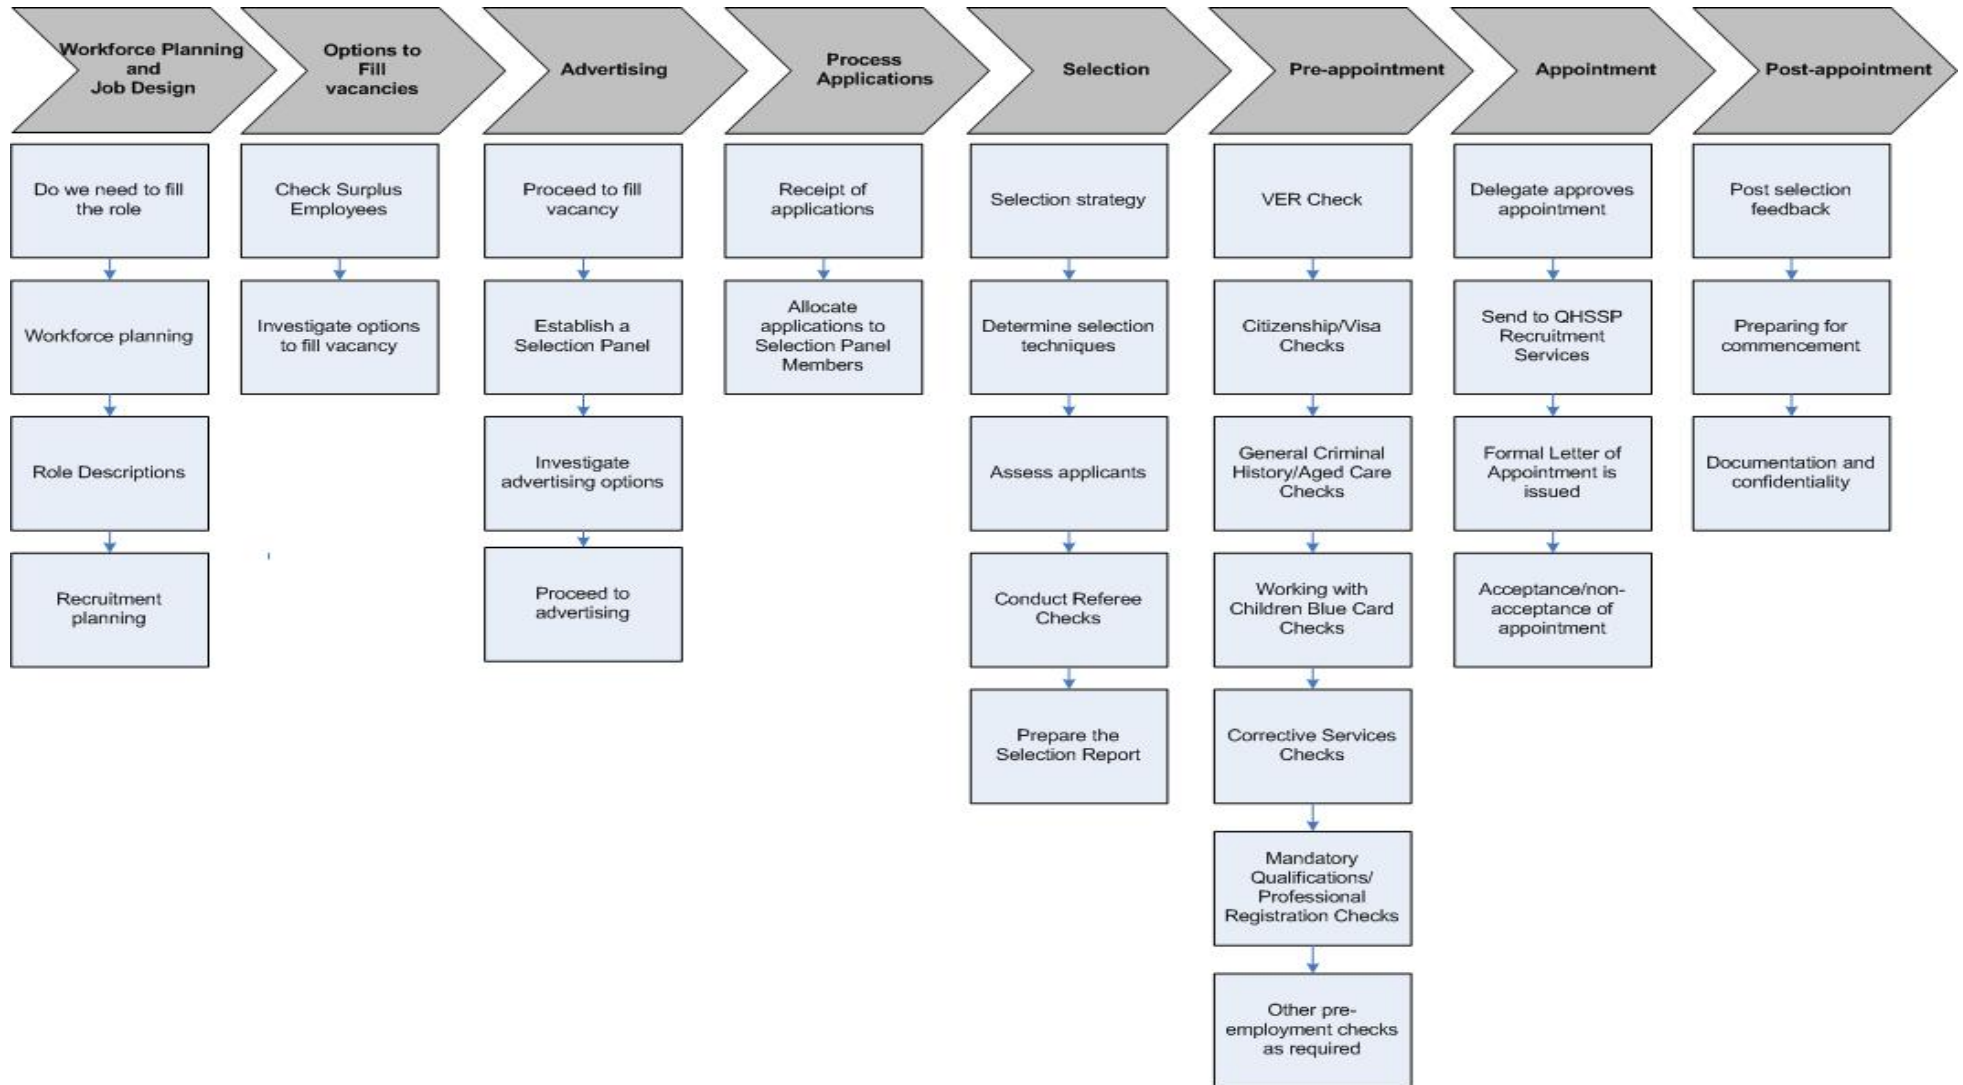 Workforce Planning
and
Job Design
Options to
Fill
vacancies
Advertising
Process
Applications
Selection
Pre-appointment
Appointment
Post-appointment
Do we need to fill
the role
Workforce planning
Role Descriptions
Recruitment
planning
Check Surplus
Employees
Investigate options
to fill vacancy
Proceed to fill
vacancy
Establish a
Selection Panel
Investigate
advertising options
Proceed to
advertising
Receipt of
applications
Allocate
applications to
Selection Panel
Members
Selection strategy
Determine selection
techniques
Assess applicants
Conduct Referee
Checks
Prepare the
Selection Report
VER Check
Citizenship/Visa
Checks
General Criminal
History/Aged Care
Checks
Working with
Children Blue Card
Checks
Corrective Services
Checks
Mandatory
Qualifications/
Professional
Registration Checks
Other pre-
employment checks
as required
Delegate approves
appointment
Send to QHSSP
Recruitment
Services
Formal Letter of
Appointment is
issued
Acceptance/non-
acceptance of
appointment
Post selection
feedback
Preparing for
commencement
Documentation and
confidentiality